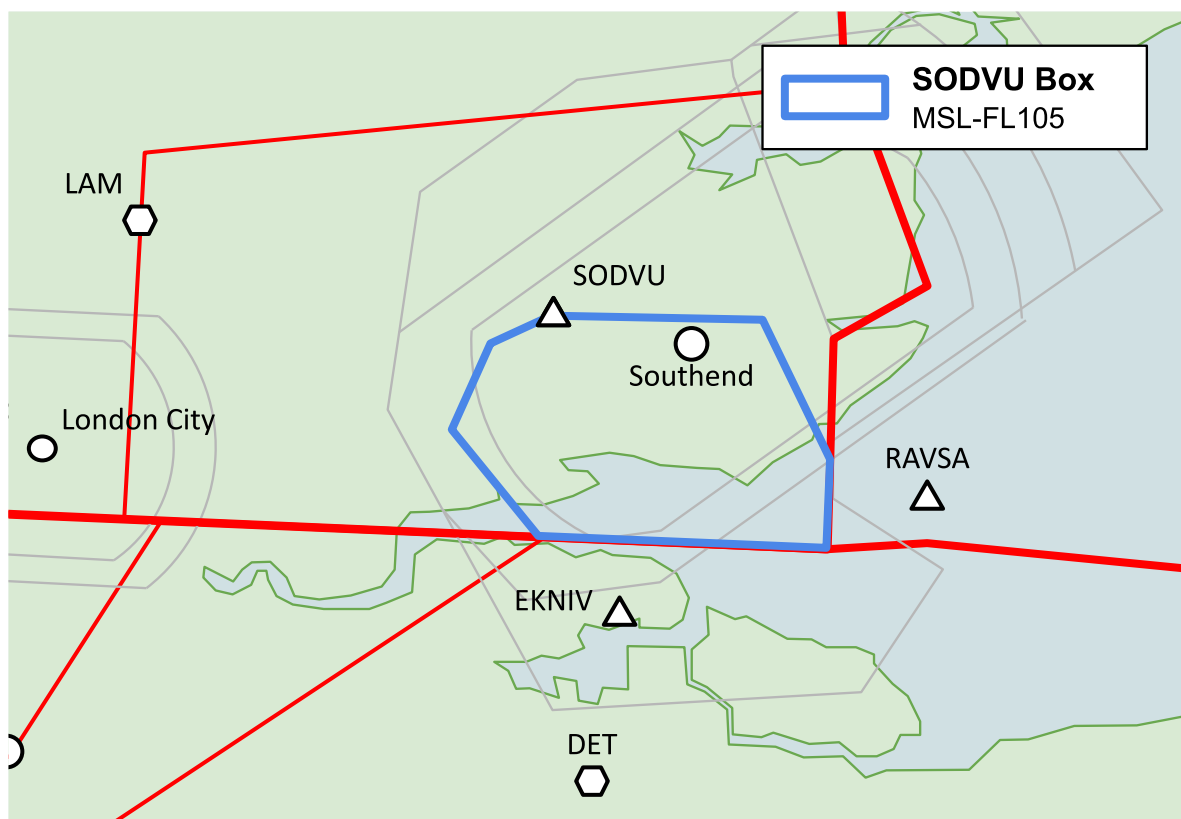 SODVU Box
MSL-FL105
LAM
SODVU
Southend
London City
RAVSA
EKNIV
DET